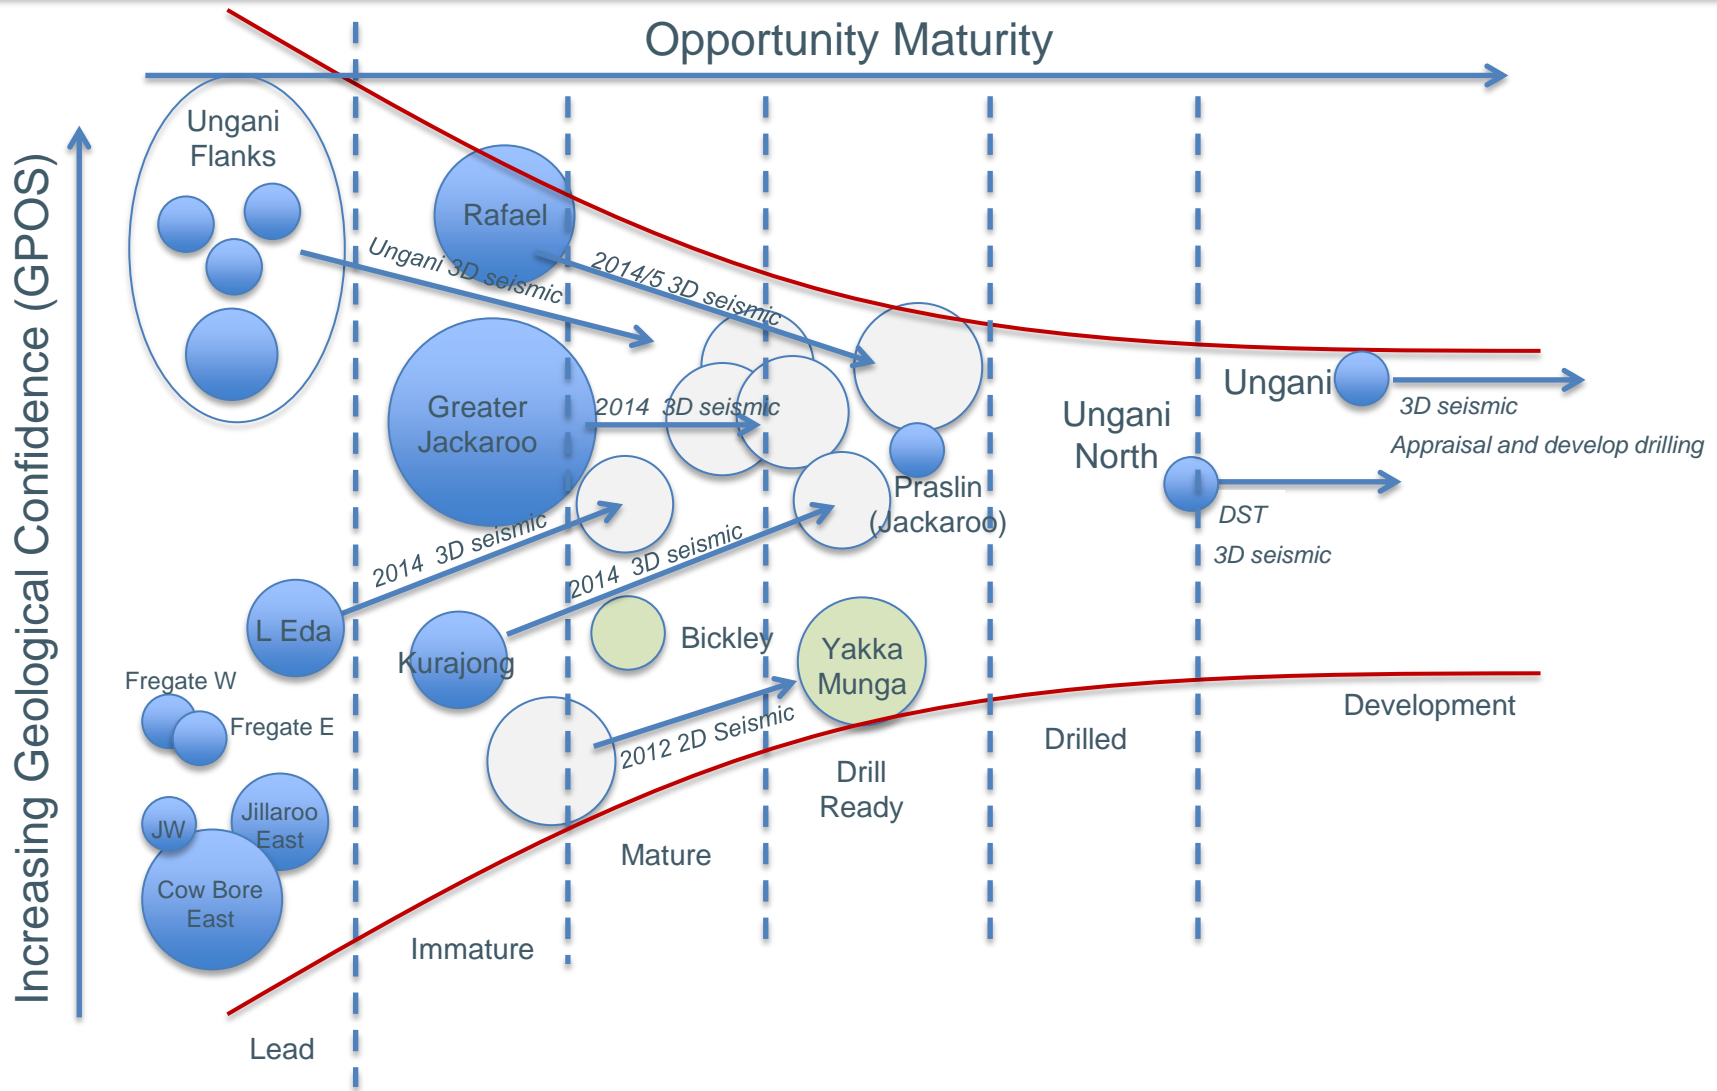 Opportunity Maturity
Increasing Geological Confidence (GPOS)
Ungani
Flanks
Rafael
Ungani 3D seismic
2014/5 3D seismic
Greater
Jackaroo
2014 3D seismic
Ungani
3D seismic
Appraisal and develop drilling
Ungani
North
DST
3D seismic
Praslin
(Jackaroo)
2014 3D seismic
2014 3D seismic
L Eda
Kurajong
Bickley
Yakka
Munga
2012 2D Seismic
Fregate W
Fregate E
JW
Jillaroo
East
Cow Bore
East
Lead
Immature
Mature
Drill
Ready
Drilled
Development